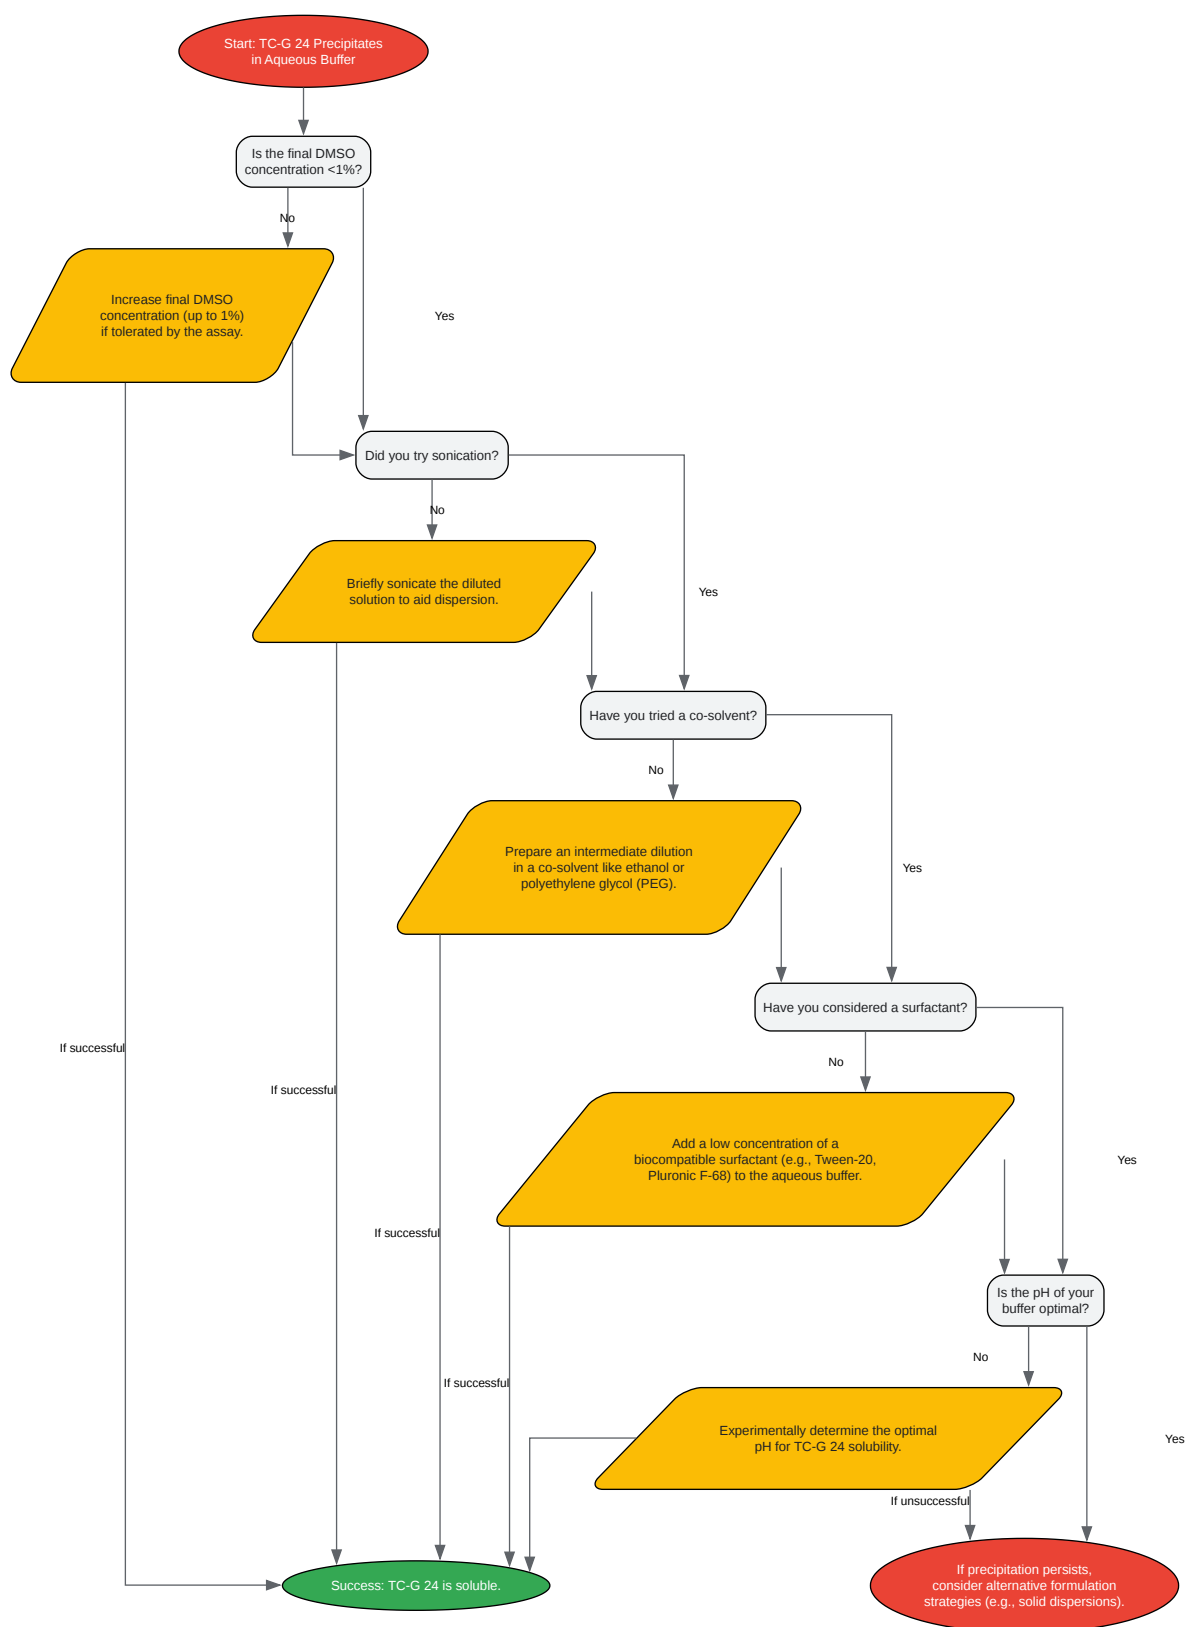 Start: TC-G 24 Precipitates
in Aqueous Buffer
Is the final DMSO
concentration <1%?
No
Increase final DMSO
concentration (up to 1%)
if tolerated by the assay.
Yes
Did you try sonication?
No
Briefly sonicate the diluted
solution to aid dispersion.
Yes
Have you tried a co-solvent?
No
Prepare an intermediate dilution
in a co-solvent like ethanol or
polyethylene glycol (PEG).
Yes
Have you considered a surfactant?
If successful
No
If successful
Add a low concentration of a
biocompatible surfactant (e.g., Tween-20,
Pluronic F-68) to the aqueous buffer.
Yes
If successful
Is the pH of your
buffer optimal?
No
If successful
Experimentally determine the optimal
pH for TC-G 24 solubility.
Yes
If unsuccessful
Success: TC-G 24 is soluble.
If precipitation persists,
consider alternative formulation
strategies (e.g., solid dispersions).